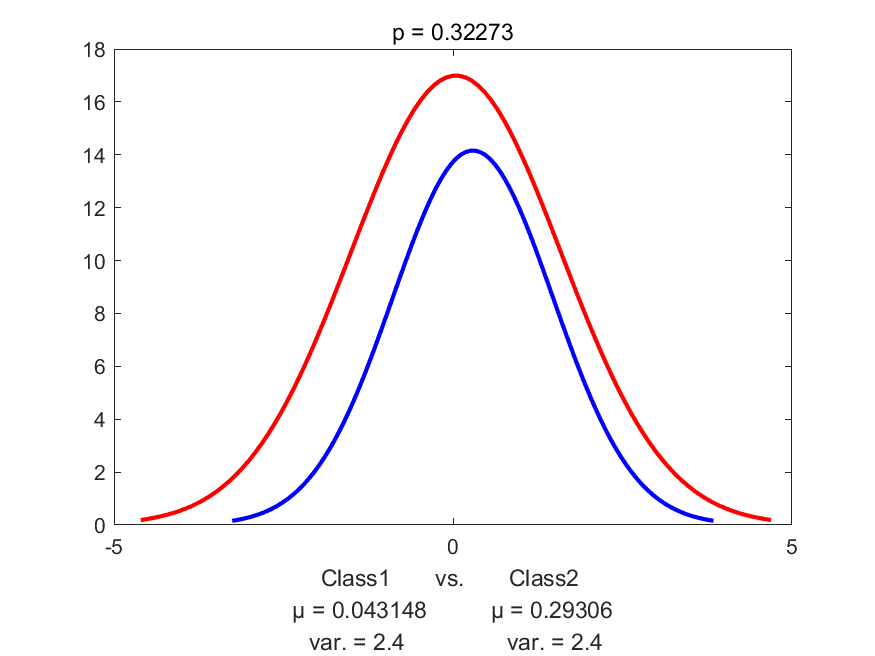 p = 0.32273
18
16
14
12
10
8
6
4
2
0
-5 0 5
Class1 vs. Class2
μ = 0.043148 μ = 0.29306
var. = 2.4 var. = 2.4